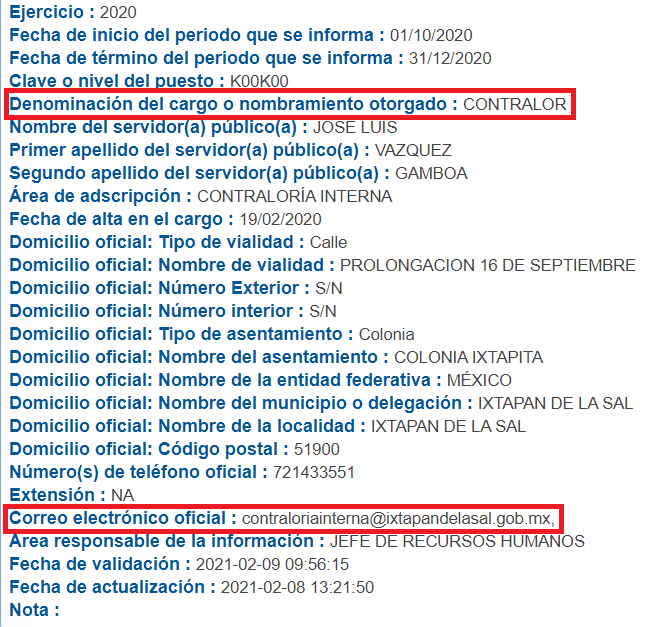 Ejercicio : 2020
Fecha de inicio del periodo que se informa : 01/10/2020
Fecha de término del periodo que se informa : 31/12/2020
Clave o nivel del puesto : K00K00
Denominación del cargo o nombramiento otorgado : CONTRALOR
Nombre del servidor(a) público(a) : JOSE LUIS
Primer apellido del servidor(a) público(a) : VAZQUEZ
Segundo apellido del servidor(a) público(a) : GAMBOA
Área de adscripción : CONTRALORÍA INTERNA
Fecha de alta en el cargo : 19/02/2020
Domicilio oficial: Tipo de vialidad : Calle
Domicilio oficial: Nombre de vialidad : PROLONGACION 16 DE SEPTIEMBRE
Domicilio oficial: Número Exterior : S/N
Domicilio oficial: Número interior : S/N
Domicilio oficial: Tipo de asentamiento : Colonia
Domicilio oficial: Nombre del asentamiento : COLONIA IXTAPITA
Domicilio oficial: Nombre de la entidad federativa : MÉXICO
Domicilio oficial: Nombre del municipio o delegación : IXTAPAN DE LA SAL
Domicilio oficial: Nombre de la localidad : IXTAPAN DE LA SAL
Domicilio oficial: Código postal : 51900
Número(s) de teléfono oficial : 721433551
Extensión : NA
Correo electrónico oficial : contraloriainterna@ixtapandelasal.gob.mx,
Área responsable de la información : JEFE DE RECURSOS HUMANOS
Fecha de validación : 2021-02-09 09:56:15
Fecha de actualización : 2021-02-08 13:21:50
Nota :